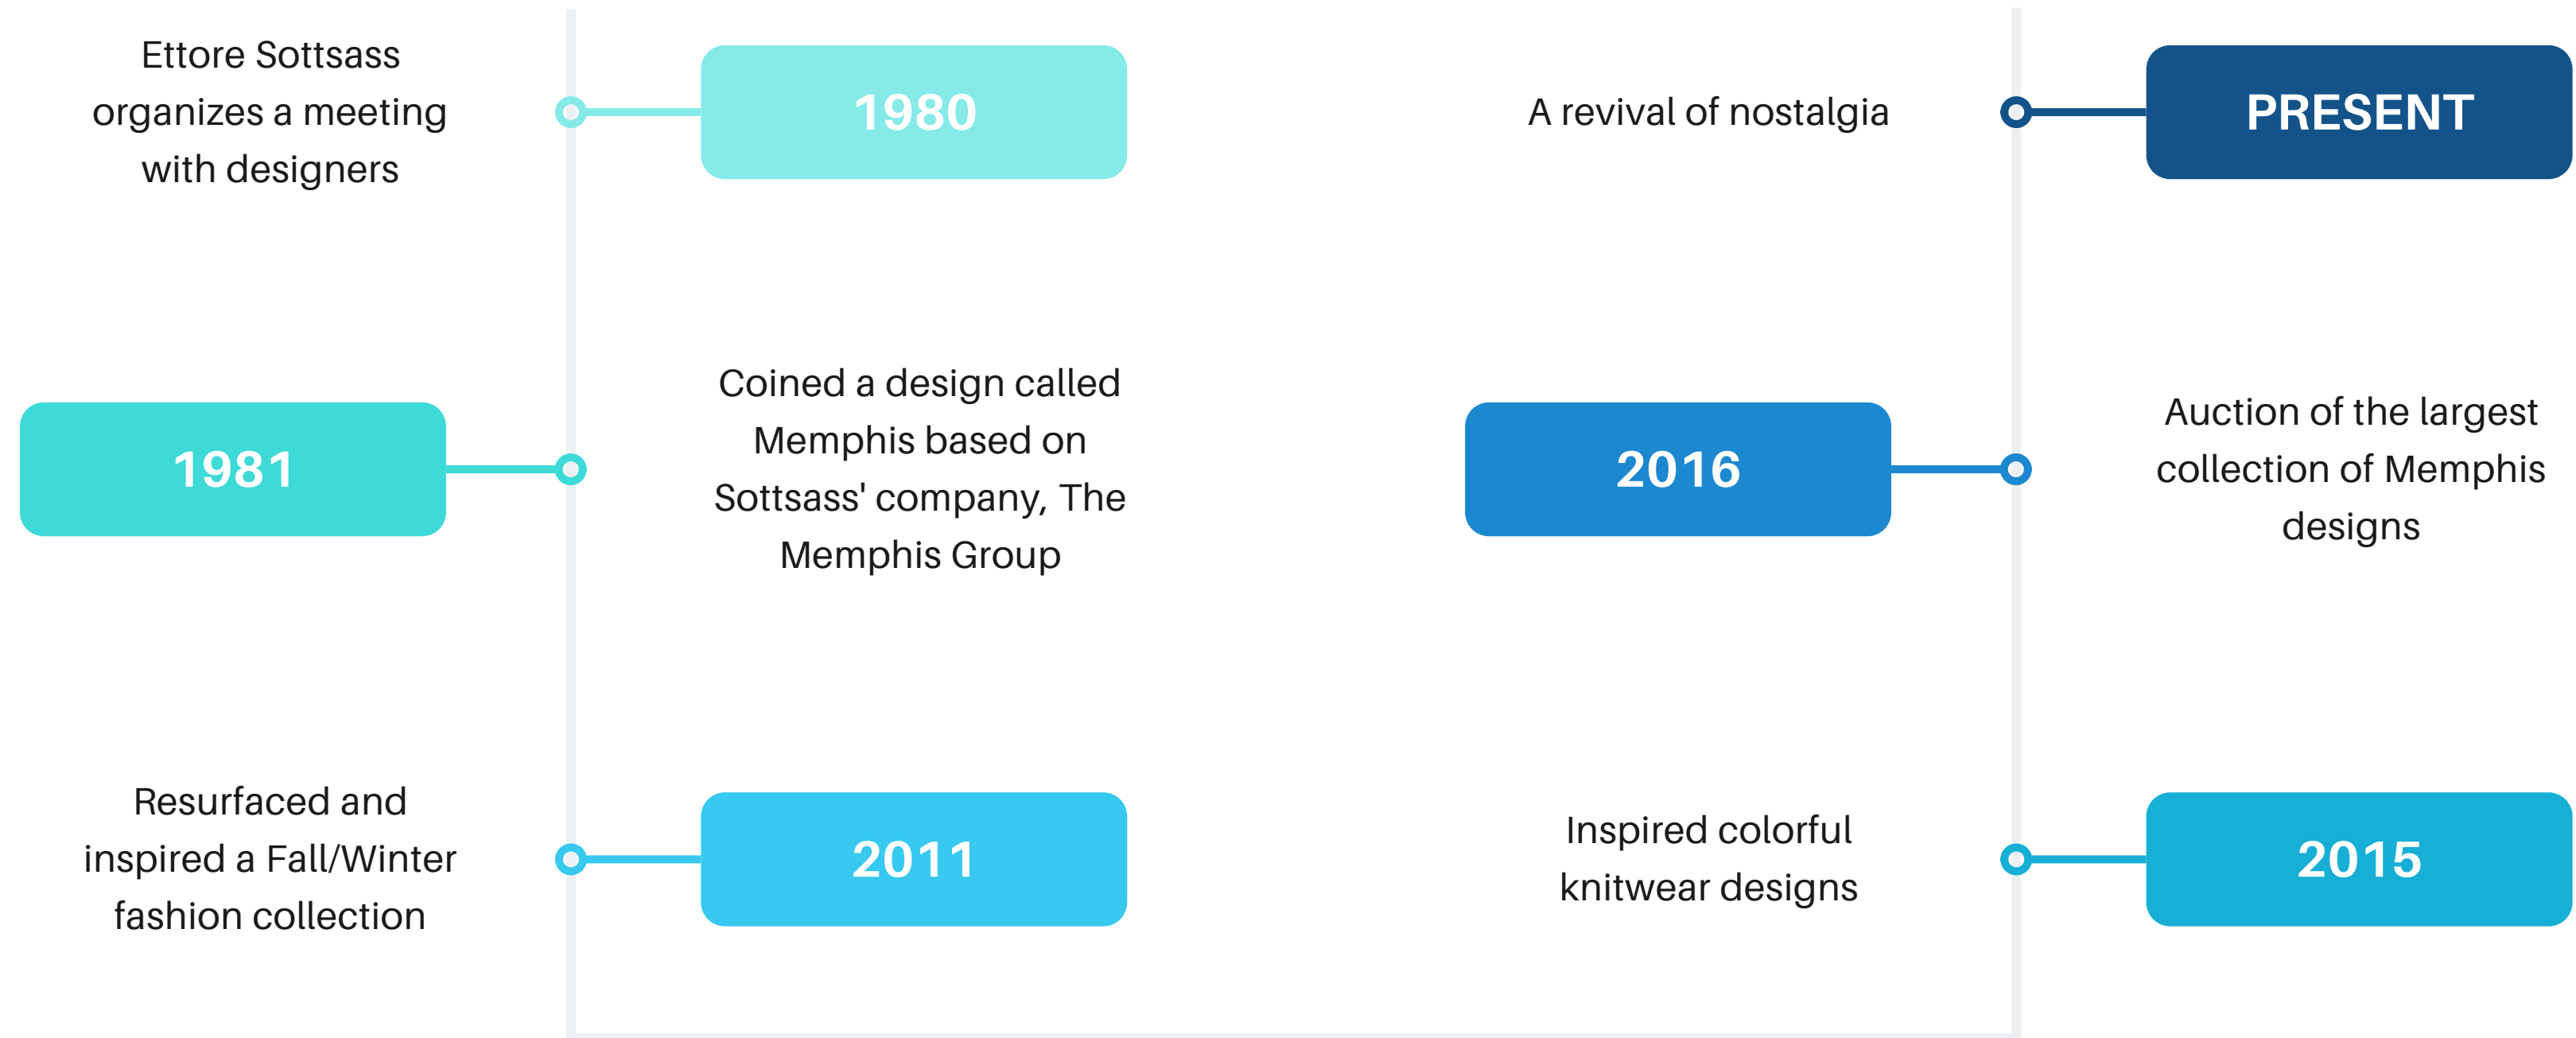 Ettore Sottsass
organizes a meeting
with designers
1980
1981
Coined a design called
Memphis based on
Sottsass' company, The
Memphis Group
Resurfaced and
inspired a Fall/Winter
fashion collection
2011
A revival of nostalgia
PRESENT
2016
Auction of the largest
collection of Memphis
designs
Inspired colorful
knitwear designs
2015